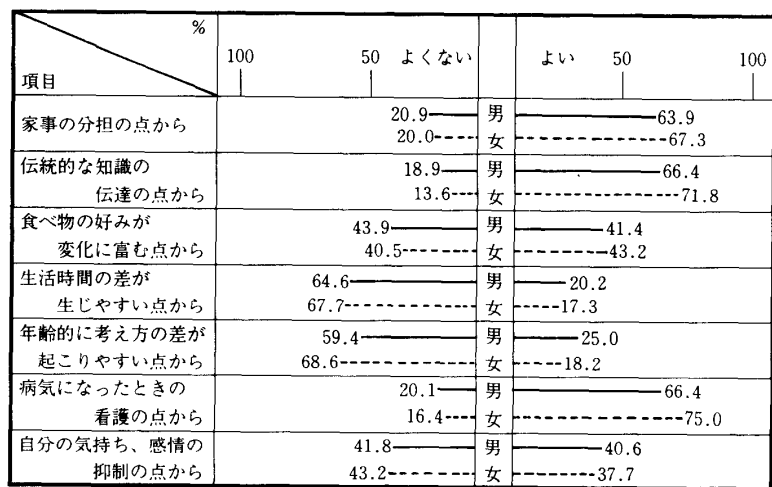 %
項目
100 50 よくない よい 50 100
家事の分担の点から
20.9 男 63.9
20.0 女 67.3
伝統的な知識の
伝達の点から
18.9 男 66.4
13.6 女 71.8
食べ物の好みが
変化に富む点から
43.9 男 41.4
40.5 女 43.2
生活時間の差が
生じやすい点から
64.6 男 20.2
67.7 女 17.3
年齢的に考え方の差が
起こりやすい点から
59.4 男 25.0
68.6 女 18.2
病気になったときの
看護の点から
20.1 男 66.4
16.4 女 75.0
自分の気持ち、感情の
抑制の点から
41.8 男 40.6
43.2 女 37.7